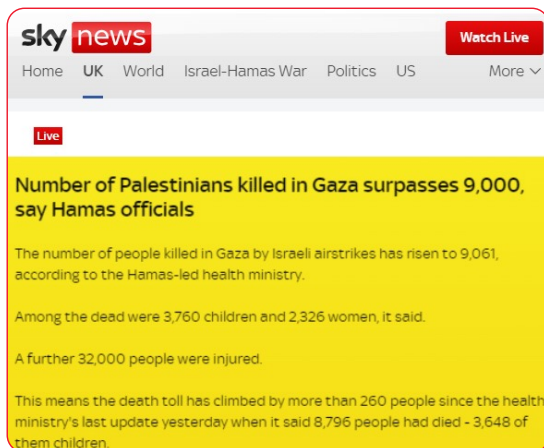 sky news
Watch Live
Home UK World Israel-Hamas War Politics US More
Live
Number of Palestinians killed in Gaza surpasses 9,000,
say Hamas officials
The number of people killed in Gaza by Israeli airstrikes has risen to 9,061,
according to the Hamas-led health ministry.
Among the dead were 3,760 children and 2,326 women, it said.
A further 32,000 people were injured.
This means the death toll has climbed by more than 260 people since the health
ministry's last update yesterday when it said 8,796 people had died - 3,648 of
them children.